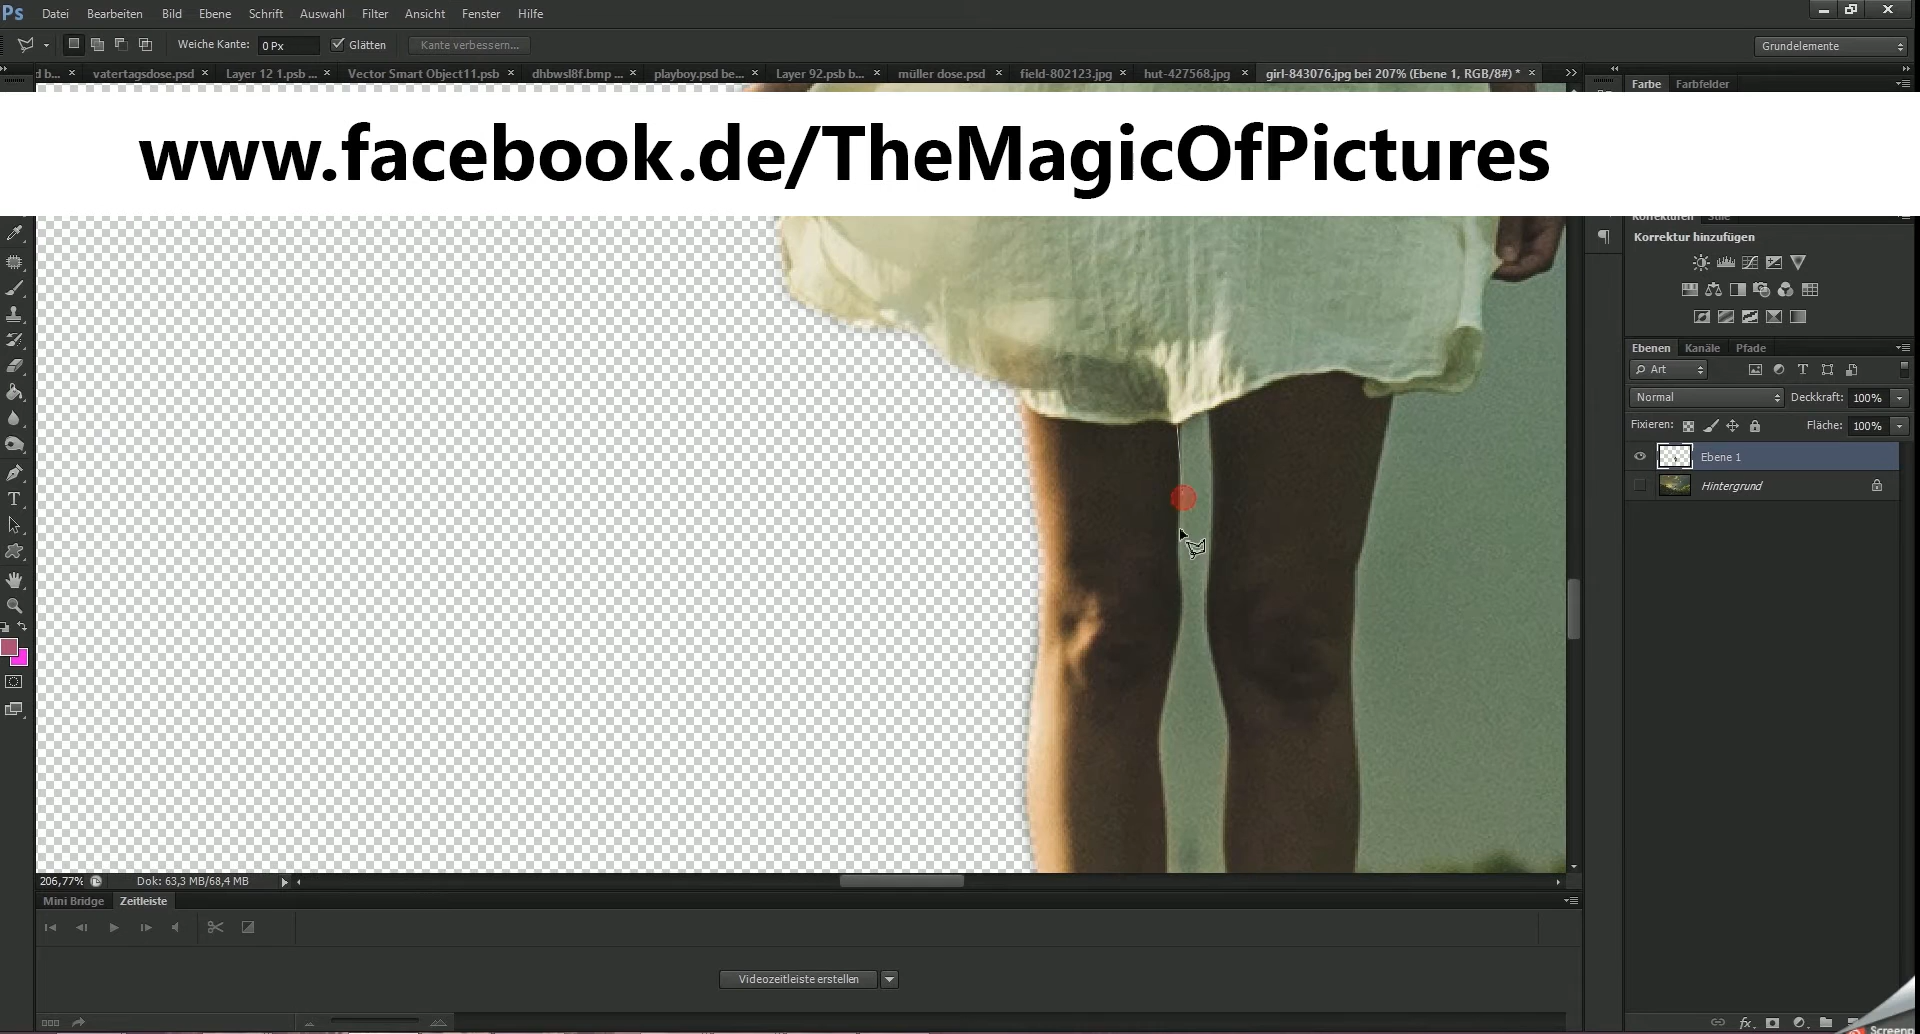 Ps Datei Bearbeiten Bild Ebene Schrift Auswahl Filter Ansicht Fenster Hilfe
Weiche Kante: 0 Px Glätten Kante verbessern... Grundelemente
d b... × vatertagsdose.psd × Layer 12 1.psb ... × Vector Smart Object11.psb × dhbwsl8f.bmp ... × playboy.psd be... × Layer 92.psb b... × müller dose.psd × field-802123.jpg × hut-427568.jpg × girl-843076.jpg bei 207% (Ebene 1, RGB/8#) * ×
Farbe Farbfelder
www.facebook.de/TheMagicOfPictures
Korrekturen Stile
Korrektur hinzufügen
Ebenen Kanäle Pfade
Art
Normal Deckkraft: 100%
Fixieren: Fläche: 100%
Ebene 1
Hintergrund
206,77% Dok: 63,3 MB/68,4 MB
Mini Bridge Zeitleiste
Videozeitleiste erstellen
fx